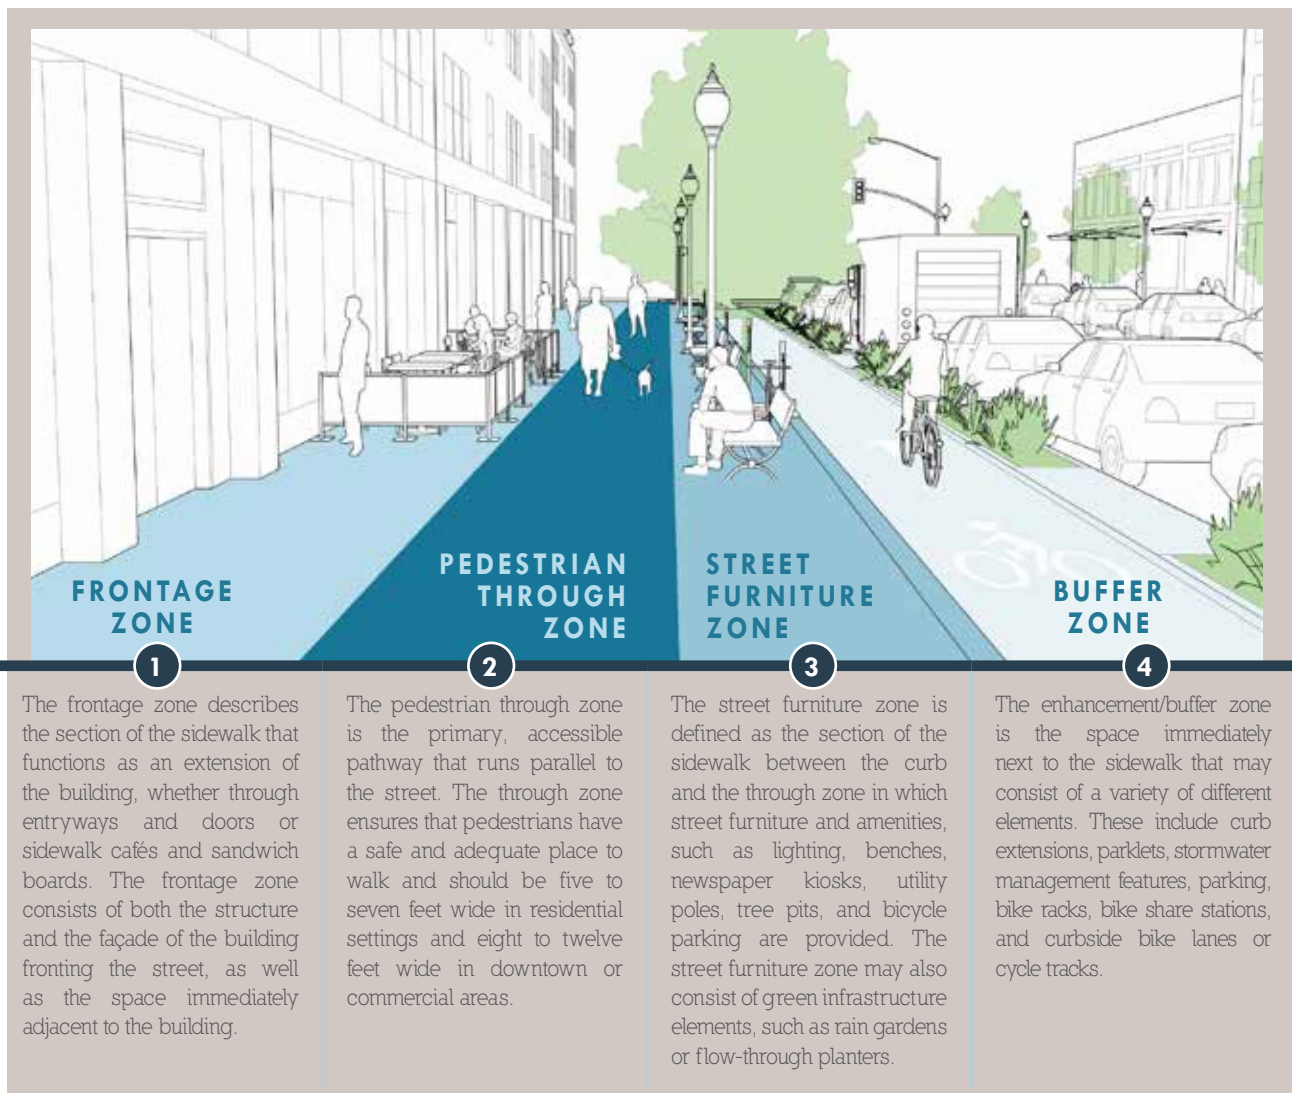 FRONTAGE
ZONE
PEDESTRIAN
THROUGH
ZONE
STREET
FURNITURE
ZONE
BUFFER
ZONE
1
2
3
4
The frontage zone describes
the section of the sidewalk that
functions as an extension of
the building, whether through
entryways and doors or
sidewalk cafés and sandwich
boards. The frontage zone
consists of both the structure
and the façade of the building
fronting the street, as well
as the space immediately
adjacent to the building.
The pedestrian through zone
is the primary, accessible
pathway that runs parallel to
the street. The through zone
ensures that pedestrians have
a safe and adequate place to
walk and should be five to
seven feet wide in residential
settings and eight to twelve
feet wide in downtown or
commercial areas.
The street furniture zone is
defined as the section of the
sidewalk between the curb
and the through zone in which
street furniture and amenities,
such as lighting, benches,
newspaper kiosks, utility
poles, tree pits, and bicycle
parking are provided. The
street furniture zone may also
consist of green infrastructure
elements, such as rain gardens
or flow-through planters.
The enhancement/buffer zone
is the space immediately
next to the sidewalk that may
consist of a variety of different
elements. These include curb
extensions, parklets, stormwater
management features, parking,
bike racks, bike share stations,
and curbside bike lanes or
cycle tracks.